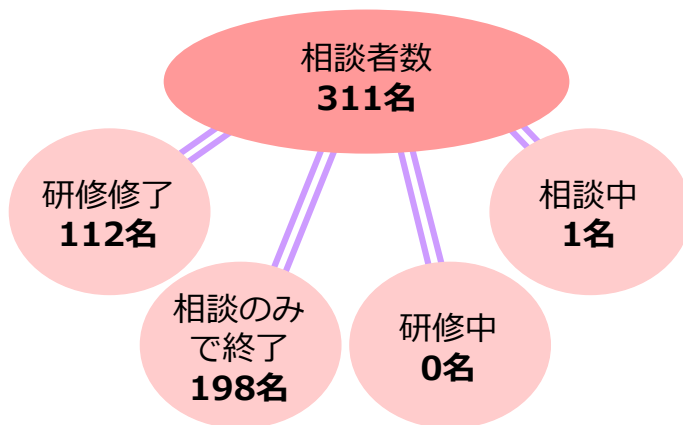 相談者数
311名
研修修了
112名
相談のみ
で終了
198名
研修中
0名
相談中
1名